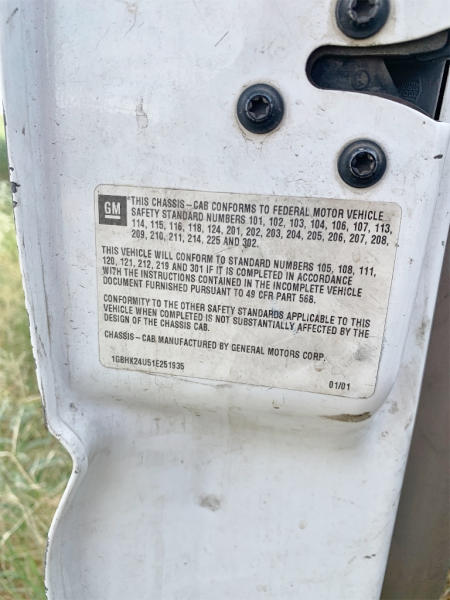 GM
THIS CHASSIS-CAB CONFORMS TO FEDERAL MOTOR VEHICLE
SAFETY STANDARD NUMBERS 101, 102, 103, 104, 106, 107, 113,
114, 115, 116, 118, 124, 201, 202, 203, 204, 205, 206, 207, 208,
209, 210, 211, 214, 225 AND 302.
THIS VEHICLE WILL CONFORM TO STANDARD NUMBERS 105, 108, 111,
120, 121, 212, 219 AND 301 IF IT IS COMPLETED IN ACCORDANCE
WITH THE INSTRUCTIONS CONTAINED IN THE INCOMPLETE VEHICLE
DOCUMENT FURNISHED PURSUANT TO 49 CFR PART 568.
CONFORMITY TO THE OTHER SAFETY STANDARDS APPLICABLE TO THIS
VEHICLE WHEN COMPLETED IS NOT SUBSTANTIALLY AFFECTED BY THE
DESIGN OF THE CHASSIS CAB.
CHASSIS-CAB MANUFACTURED BY GENERAL MOTORS CORP.
1GBHK24U51E251935
01/01